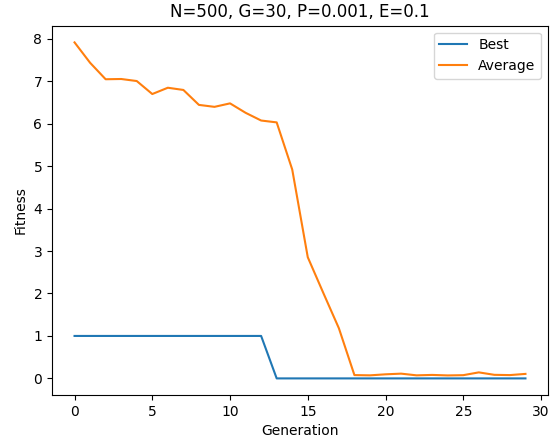 N=500, G=30, P=0.001, E=0.1
Best
Average
Fitness
8
7
6
5
4
3
2
1
0
0 5 10 15 20 25 30
Generation